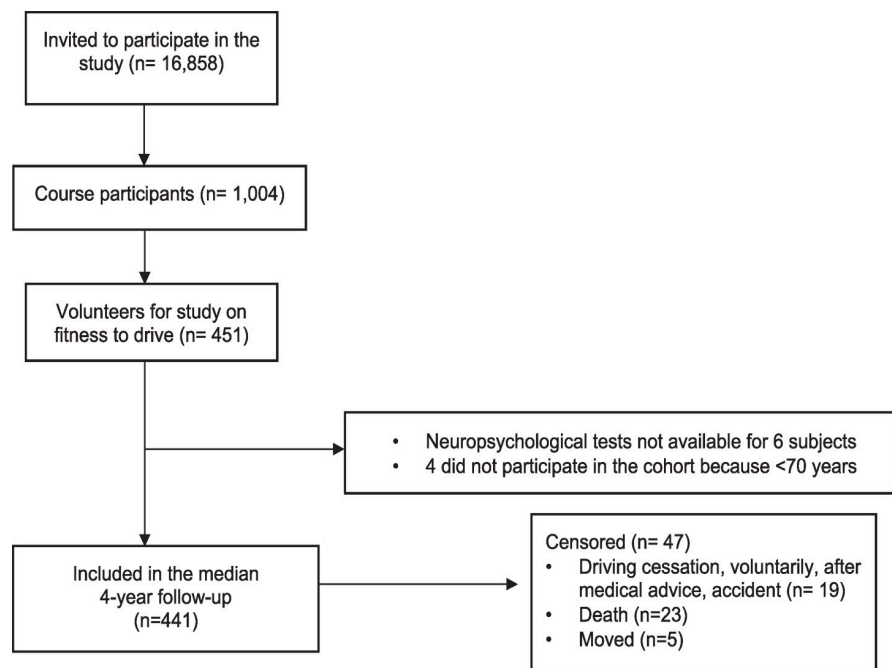 Invited to participate in the
study (n= 16,858)
Course participants (n= 1,004)
Volunteers for study on
fitness to drive (n= 451)
• Neuropsychological tests not available for 6 subjects
• 4 did not participate in the cohort because <70 years
Included in the median
4-year follow-up
(n=441)
Censored (n= 47)
• Driving cessation, voluntarily, after
medical advice, accident (n= 19)
• Death (n=23)
• Moved (n=5)